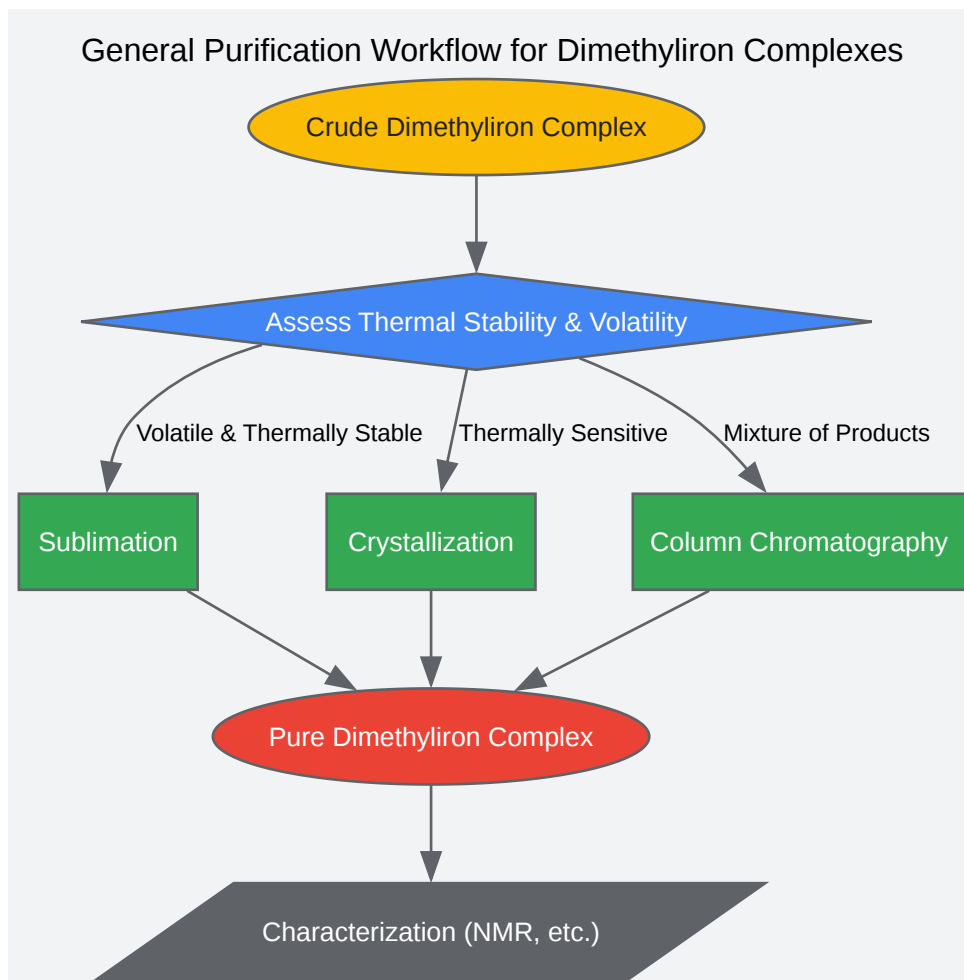 General Purification Workflow for Dimethyliron Complexes
Crude Dimethyliron Complex
Assess Thermal Stability & Volatility
Volatile & Thermally Stable
Thermally Sensitive
Mixture of Products
Sublimation
Crystallization
Column Chromatography
Pure Dimethyliron Complex
Characterization (NMR, etc.)